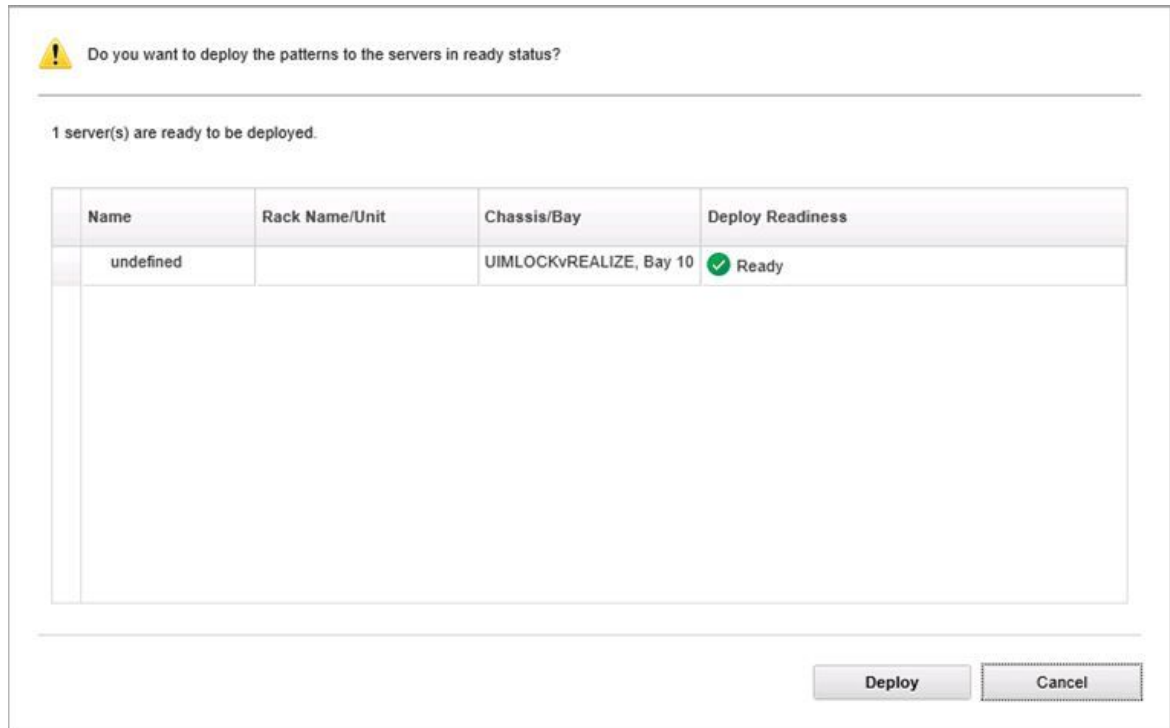 Do you want to deploy the patterns to the servers in ready status?
1 server(s) are ready to be deployed.
Name Rack Name/Unit Chassis/Bay Deploy Readiness
undefined UIMLOCKvREALIZE, Bay 10 Ready
Deploy Cancel